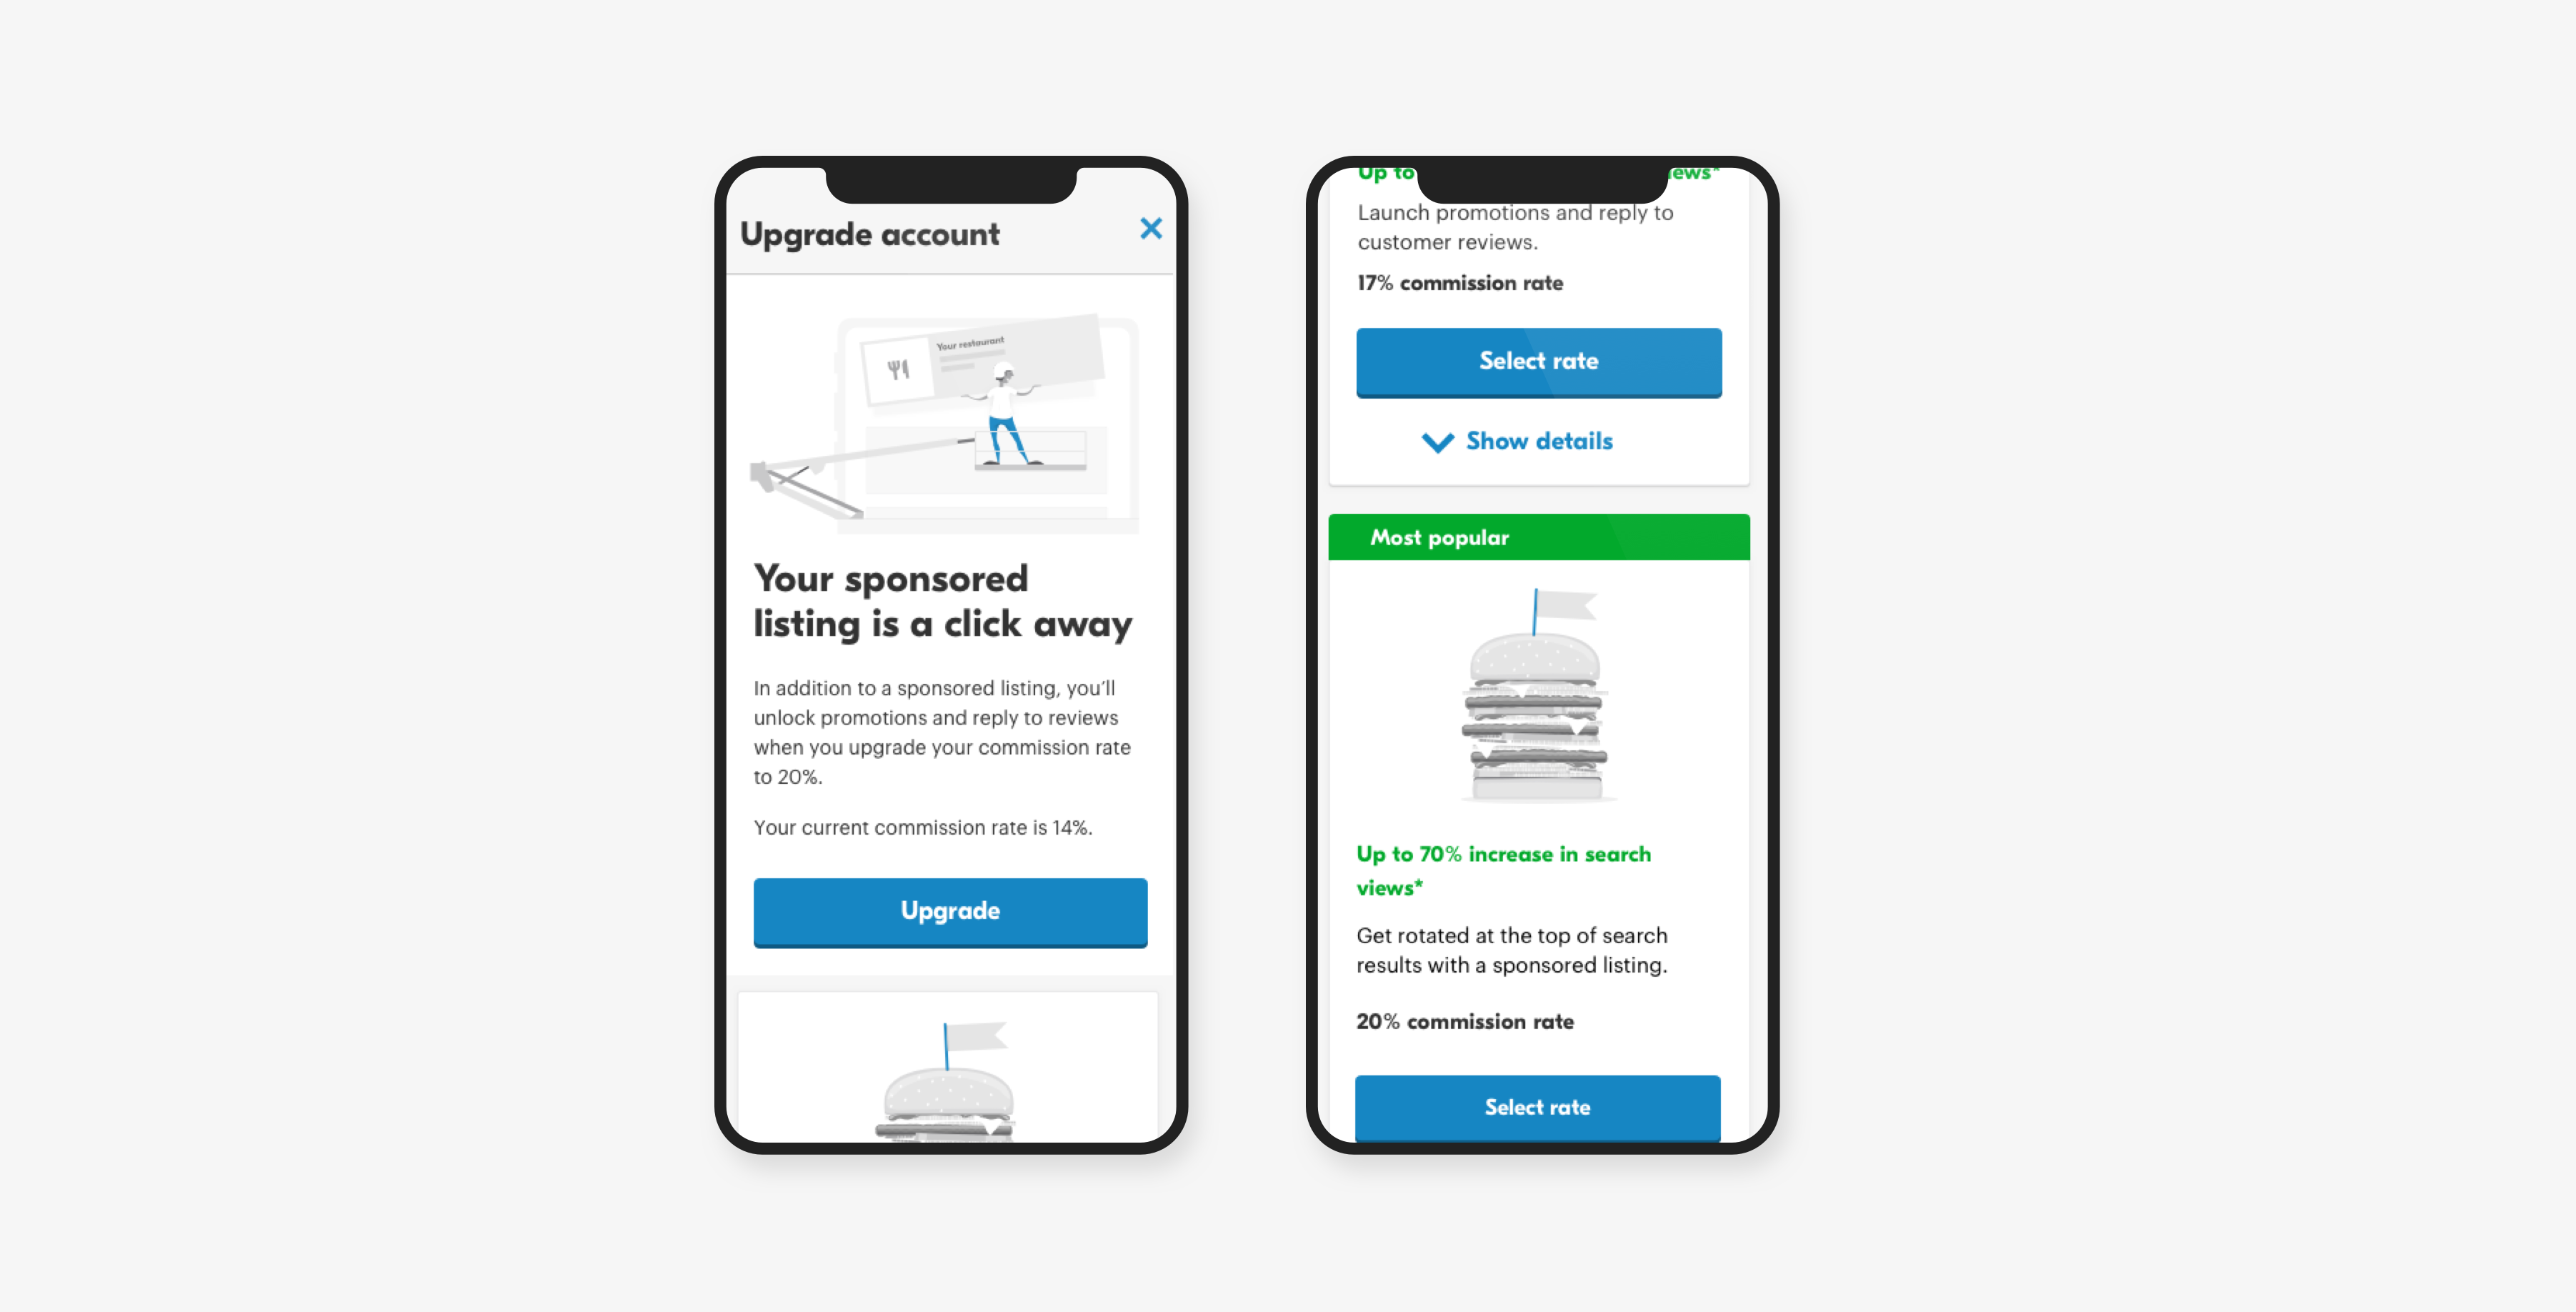 Upgrade account
Your restaurant
Your sponsored
listing is a click away
In addition to a sponsored listing, you'll
unlock promotions and reply to reviews
when you upgrade your commission rate
to 20%.
Your current commission rate is 14%.
Upgrade
Up to
Launch promotions and reply to
customer reviews.
17% commission rate
Select rate
Show details
Most popular
Up to 70% increase in search
views*
Get rotated at the top of search
results with a sponsored listing.
20% commission rate
Select rate